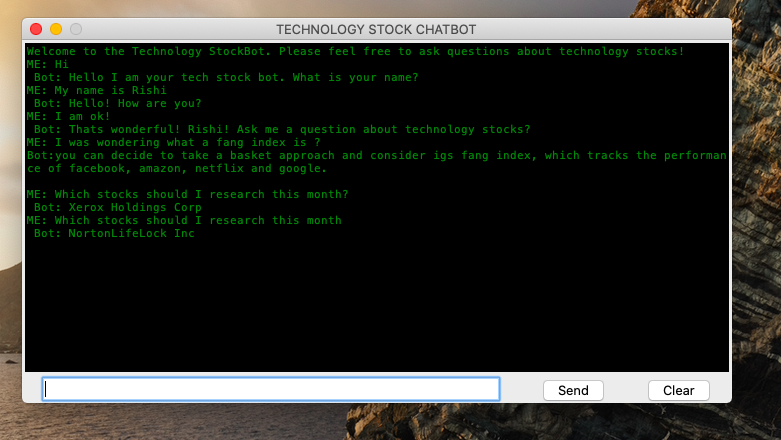 TECHNOLOGY STOCK CHATBOT
Welcome to the Technology StockBot. Please feel free to ask questions about technology stocks!
ME: Hi
Bot: Hello I am your tech stock bot. What is your name?
ME: My name is Rishi
Bot: Hello! How are you?
ME: I am ok!
Bot: Thats wonderful! Rishi! Ask me a question about technology stocks?
ME: I was wondering what a fang index is ?
Bot:you can decide to take a basket approach and consider igs fang index, which tracks the performan
ce of facebook, amazon, netflix and google.
ME: Which stocks should I research this month?
Bot: Xerox Holdings Corp
ME: Which stocks should I research this month
Bot: NortonLifeLock Inc
Send Clear